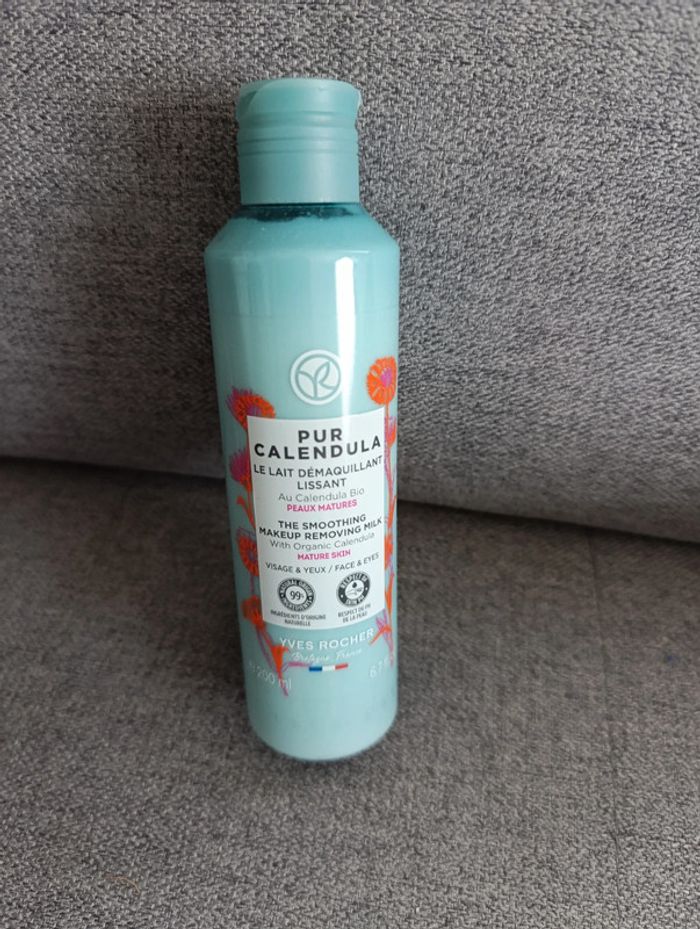 PUR
CALENDULA
LE LAIT DÉMAQUILLANT
LISSANT
Au Calendula Bio
PEAUX MATURES
THE SMOOTHING
MAKEUP REMOVING MILK
With Organic Calendula
MATURE SKIN
VISAGE & YEUX / FACE & EYES
99%
INGRÉDIENTS D'ORIGINE
NATURELLE
RESPECT DU PH
DE LA PEAU
YVES ROCHER
Bretagne, France
200 ml